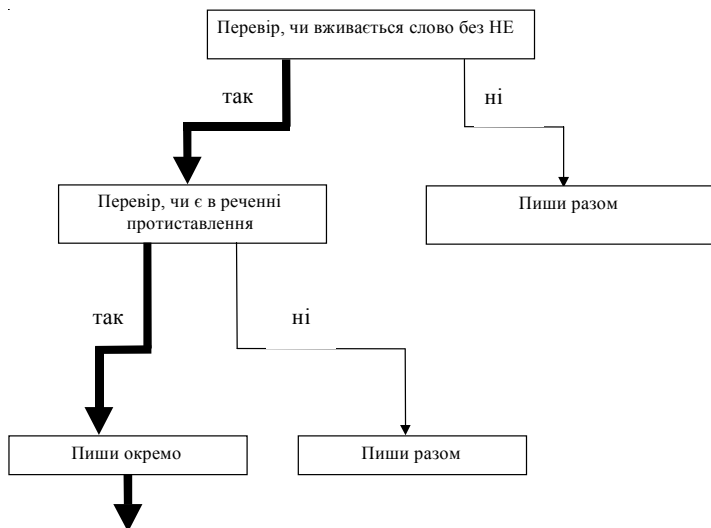 Перевір, чи вживається слово без НЕ
так
ні
Перевір, чи є в реченні
протиставлення
Пиши разом
так
ні
Пиши окремо
Пиши разом